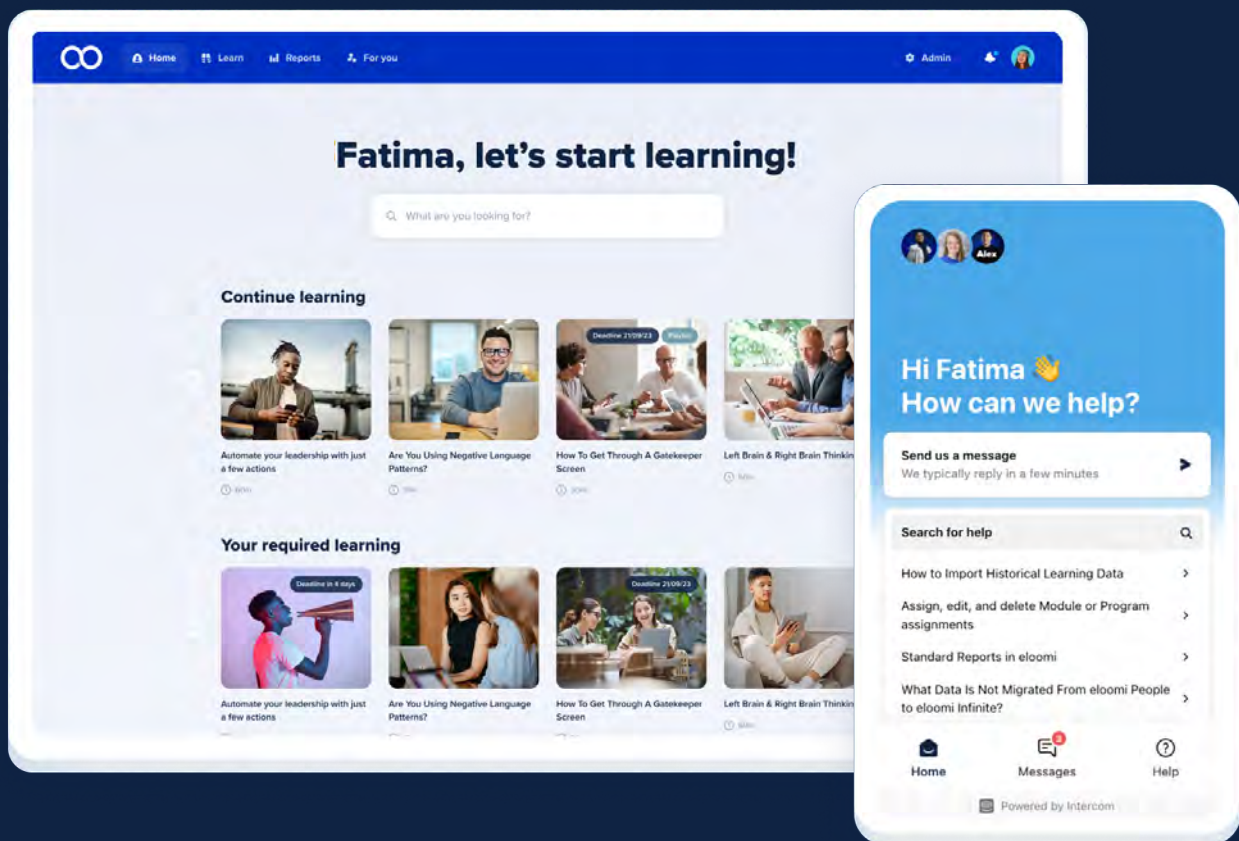 Home
Learn
Reports
For you
Admin
Fatima, let's start learning!
What are you looking for?
Continue learning
Deadline 21/09/23
Playlist
Automate your leadership with just
a few actions
Are You Using Negative Language
Patterns?
How To Get Through A Gatekeeper
Screen
Left Brain & Right Brain Thinkin
Your required learning
Deadline in 4 days
Deadline 21/09/23
Automate your leadership with just
a few actions
Are You Using Negative Language
Patterns?
How To Get Through A Gatekeeper
Screen
Left Brain & Right Brain Thinkin
Alex
Hi Fatima 👋
How can we help?
Send us a message
We typically reply in a few minutes
Search for help
How to Import Historical Learning Data
Assign, edit, and delete Module or Program
assignments
Standard Reports in eloomi
What Data Is Not Migrated From eloomi People
to eloomi Infinite?
3
Home
Messages
Help
Powered by Intercom